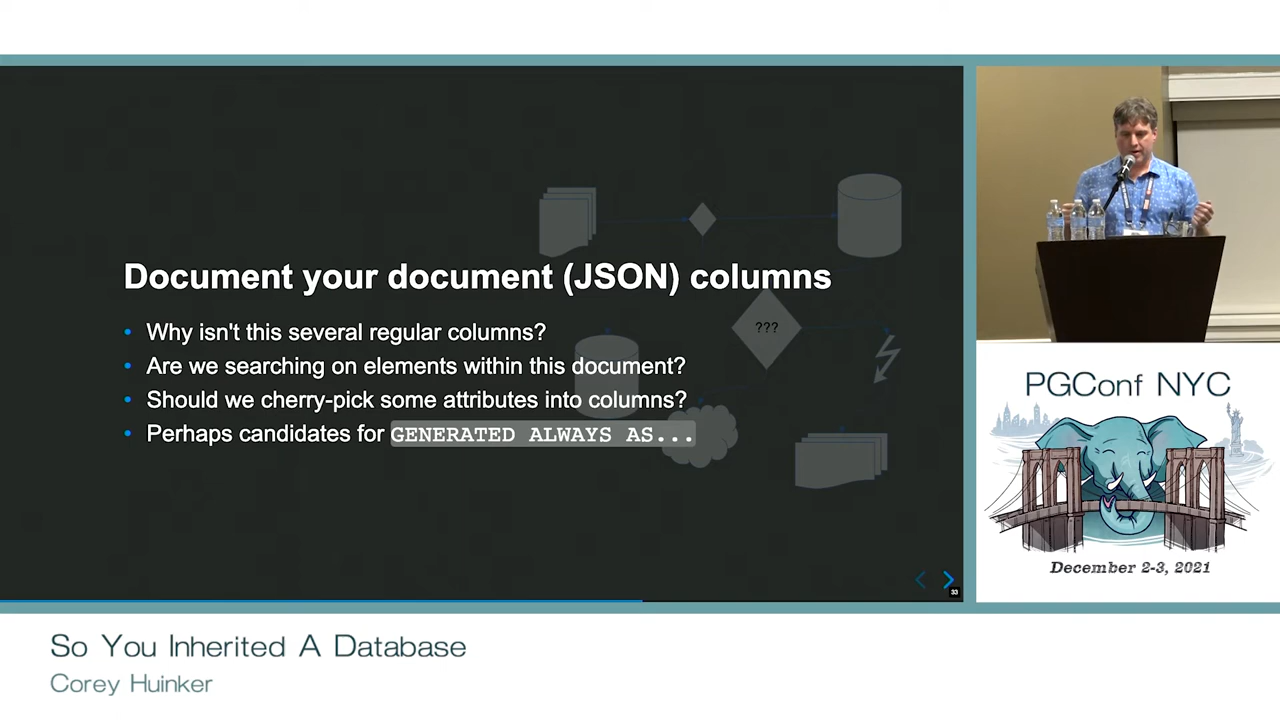 Document your document (JSON) columns
• Why isn't this several regular columns?
• Are we searching on elements within this document?
• Should we cherry-pick some attributes into columns?
• Perhaps candidates for GENERATED ALWAYS AS...
???
33
PGConf NYC
December 2-3, 2021
So You Inherited A Database
Corey Huinker